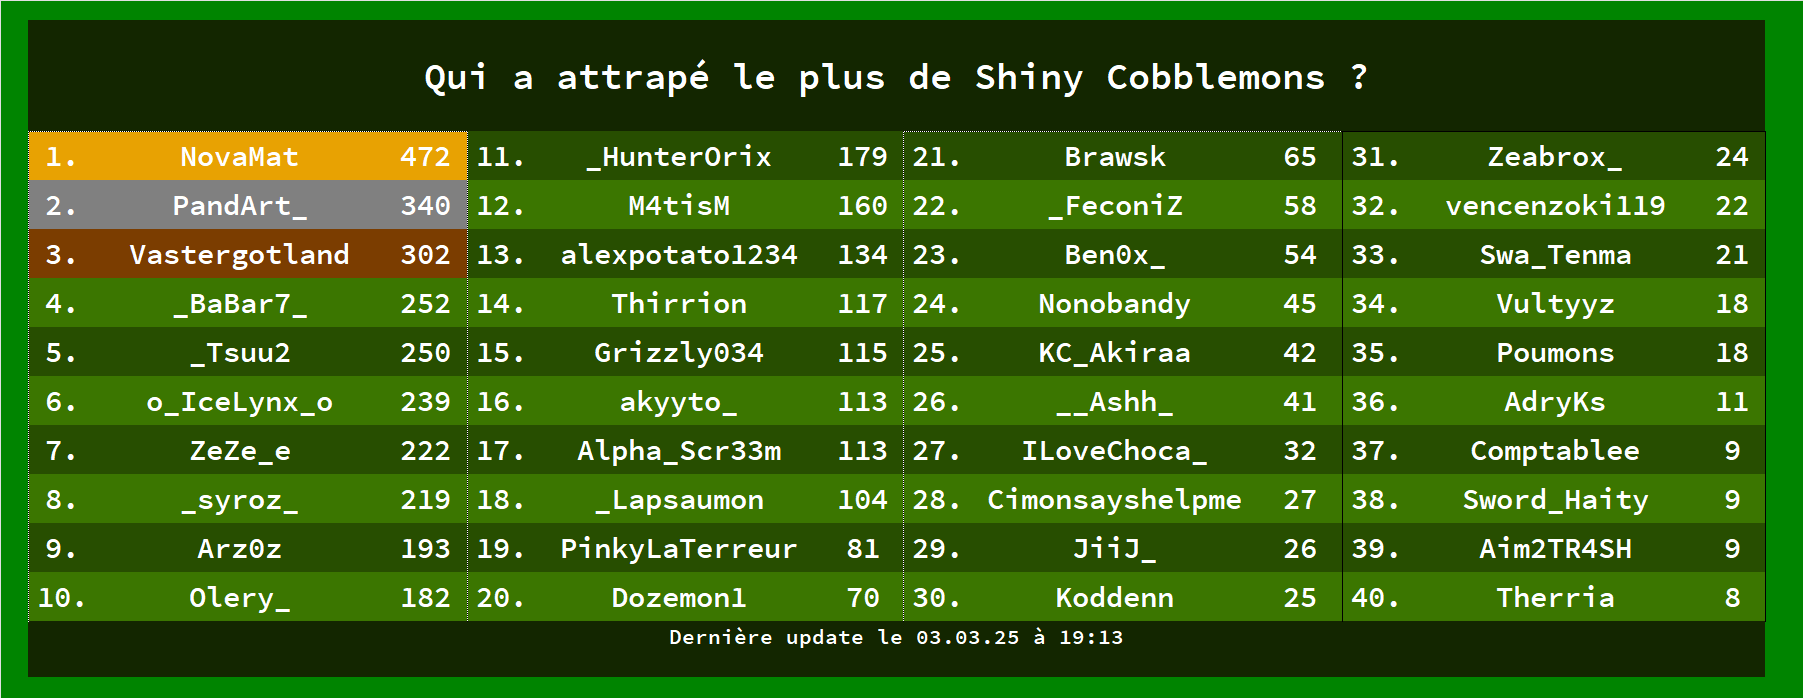 Qui a attrapé le plus de Shiny Cobblemons ?
1. NovaMat 472 11. _HunterOrix 179 21. Brawsk 65 31. Zeabrox_ 24
2. PandArt_ 340 12. M4tisM 160 22. _FeconiZ 58 32. vencenzoki119 22
3. Vastergotland 302 13. alexpotato1234 134 23. Ben0x_ 54 33. Swa_Tenma 21
4. _BaBar7_ 252 14. Thirrion 117 24. Nonobandy 45 34. Vultyyz 18
5. _Tsuu2 250 15. Grizzly034 115 25. KC_Akiraa 42 35. Poumons 18
6. o_IceLynx_o 239 16. akyyto_ 113 26. __Ashh_ 41 36. AdryKs 11
7. ZeZe_e 222 17. Alpha_Scr33m 113 27. ILoveChoca_ 32 37. Comptablee 9
8. _syroz_ 219 18. _Lapsaumon 104 28. Cimonsayshelpme 27 38. Sword_Haity 9
9. Arz0z 193 19. PinkyLaTerreur 81 29. JiiJ_ 26 39. Aim2TR4SH 9
10. Olery_ 182 20. Dozemon1 70 30. Koddenn 25 40. Therria 8
Dernière update le 03.03.25 à 19:13